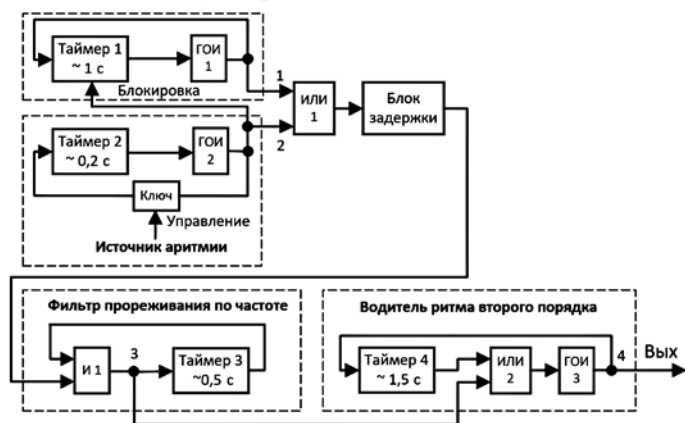 Таймер 1
~ 1 с
ГОИ
1
Блокировка
1
ИЛИ
1
Блок
задержки
2
Таймер 2
~ 0,2 с
ГОИ
2
Ключ
Управление
Источник аритмии
Фильтр прореживания по частоте
И 1
3
Таймер 3
~0,5 с
Водитель ритма второго порядка
Таймер 4
~ 1,5 с
ИЛИ
2
ГОИ
3
4
Вых